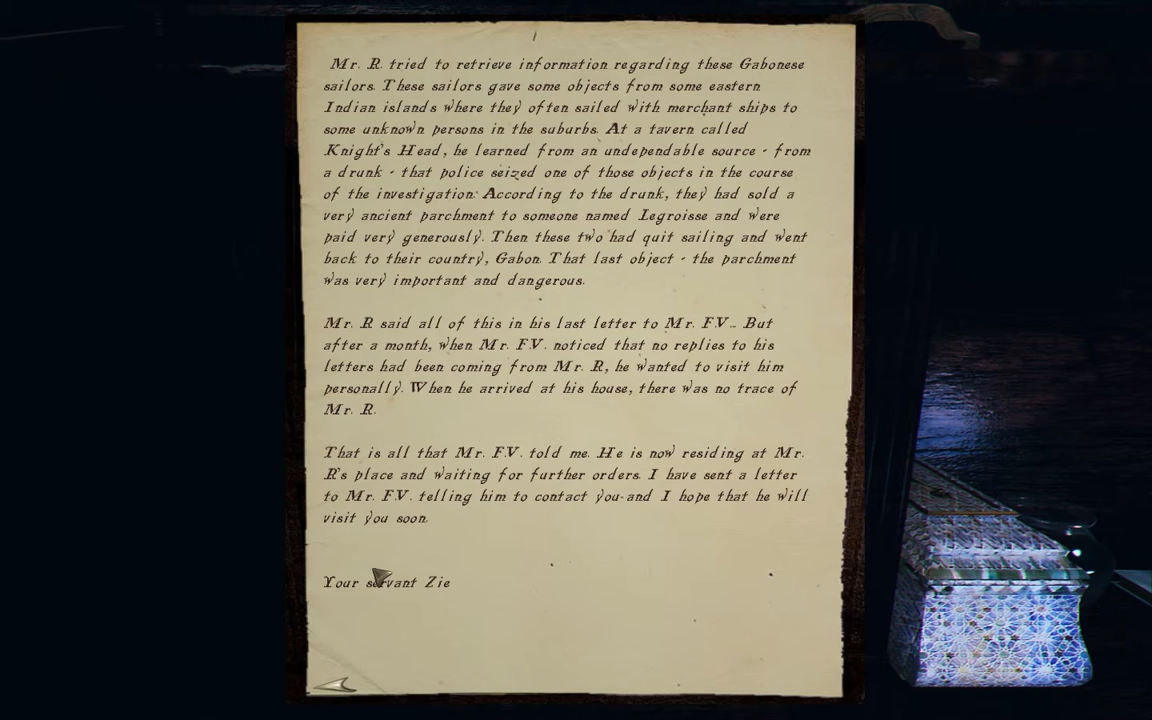 Mr. R. tried to retrieve information regarding these Gabonese
sailors. These sailors gave some objects from some eastern
Indian islands where they often sailed with merchant ships to
some unknown persons in the suburbs. At a tavern called
Knight's Head, he learned from an undependable source - from
a drunk - that police seized one of those objects in the course
of the investigation. According to the drunk, they had sold a
very ancient parchment to someone named Legroisse and were
paid very generously. Then these two had quit sailing and went
back to their country, Gabon. That last object - the parchment
was very important and dangerous.
Mr. R said all of this in his last letter to Mr. F.V... But
after a month, when Mr. F.V. noticed that no replies to his
letters had been coming from Mr. R, he wanted to visit him
personally. When he arrived at his house, there was no trace of
Mr. R.
That is all that Mr. F.V. told me. He is now residing at Mr.
R's place and waiting for further orders. I have sent a letter
to Mr. F.V. telling him to contact you-and I hope that he will
visit you soon.
Your servant Zie